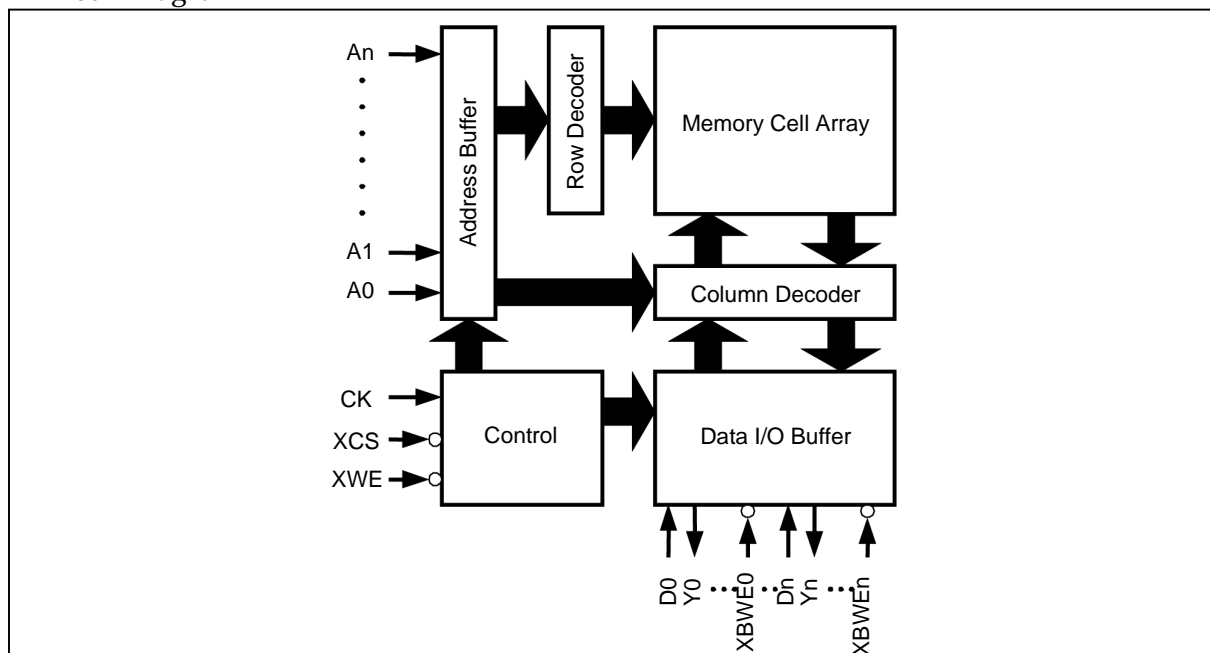 An
Address Buffer
Row Decoder
Memory Cell Array
A1
A0
Column Decoder
CK
XCS
XWE
Control
Data I/O Buffer
D0
Y0
XBWE0
Dn
Yn
XBWEn